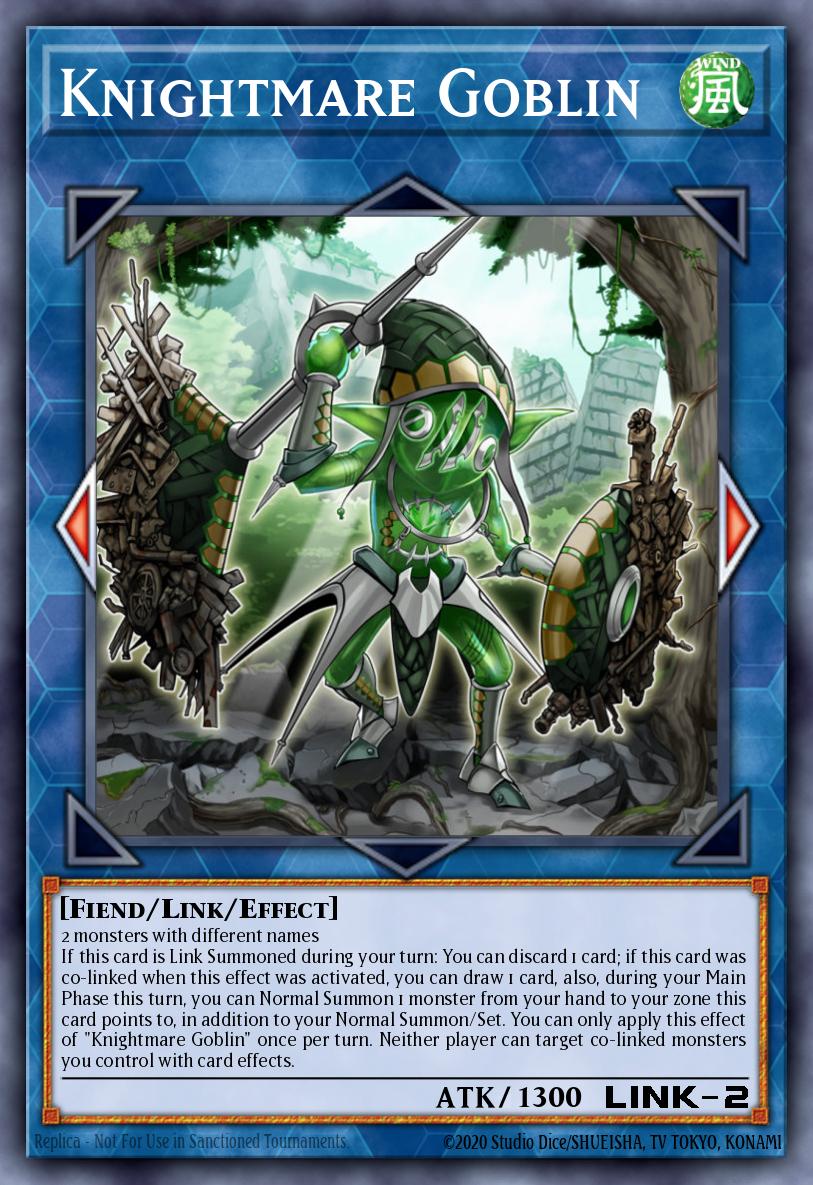 Knightmare Goblin
WIND
風
[Fiend/Link/Effect]
2 monsters with different names
If this card is Link Summoned during your turn: You can discard 1 card; if this card was
co-linked when this effect was activated, you can draw 1 card, also, during your Main
Phase this turn, you can Normal Summon 1 monster from your hand to your zone this
card points to, in addition to your Normal Summon/Set. You can only apply this effect
of "Knightmare Goblin" once per turn. Neither player can target co-linked monsters
you control with card effects.
ATK/1300 LINK-2
Replica - Not For Use in Sanctioned Tournaments. ©2020 Studio Dice/SHUEISHA, TV TOKYO, KONAMI